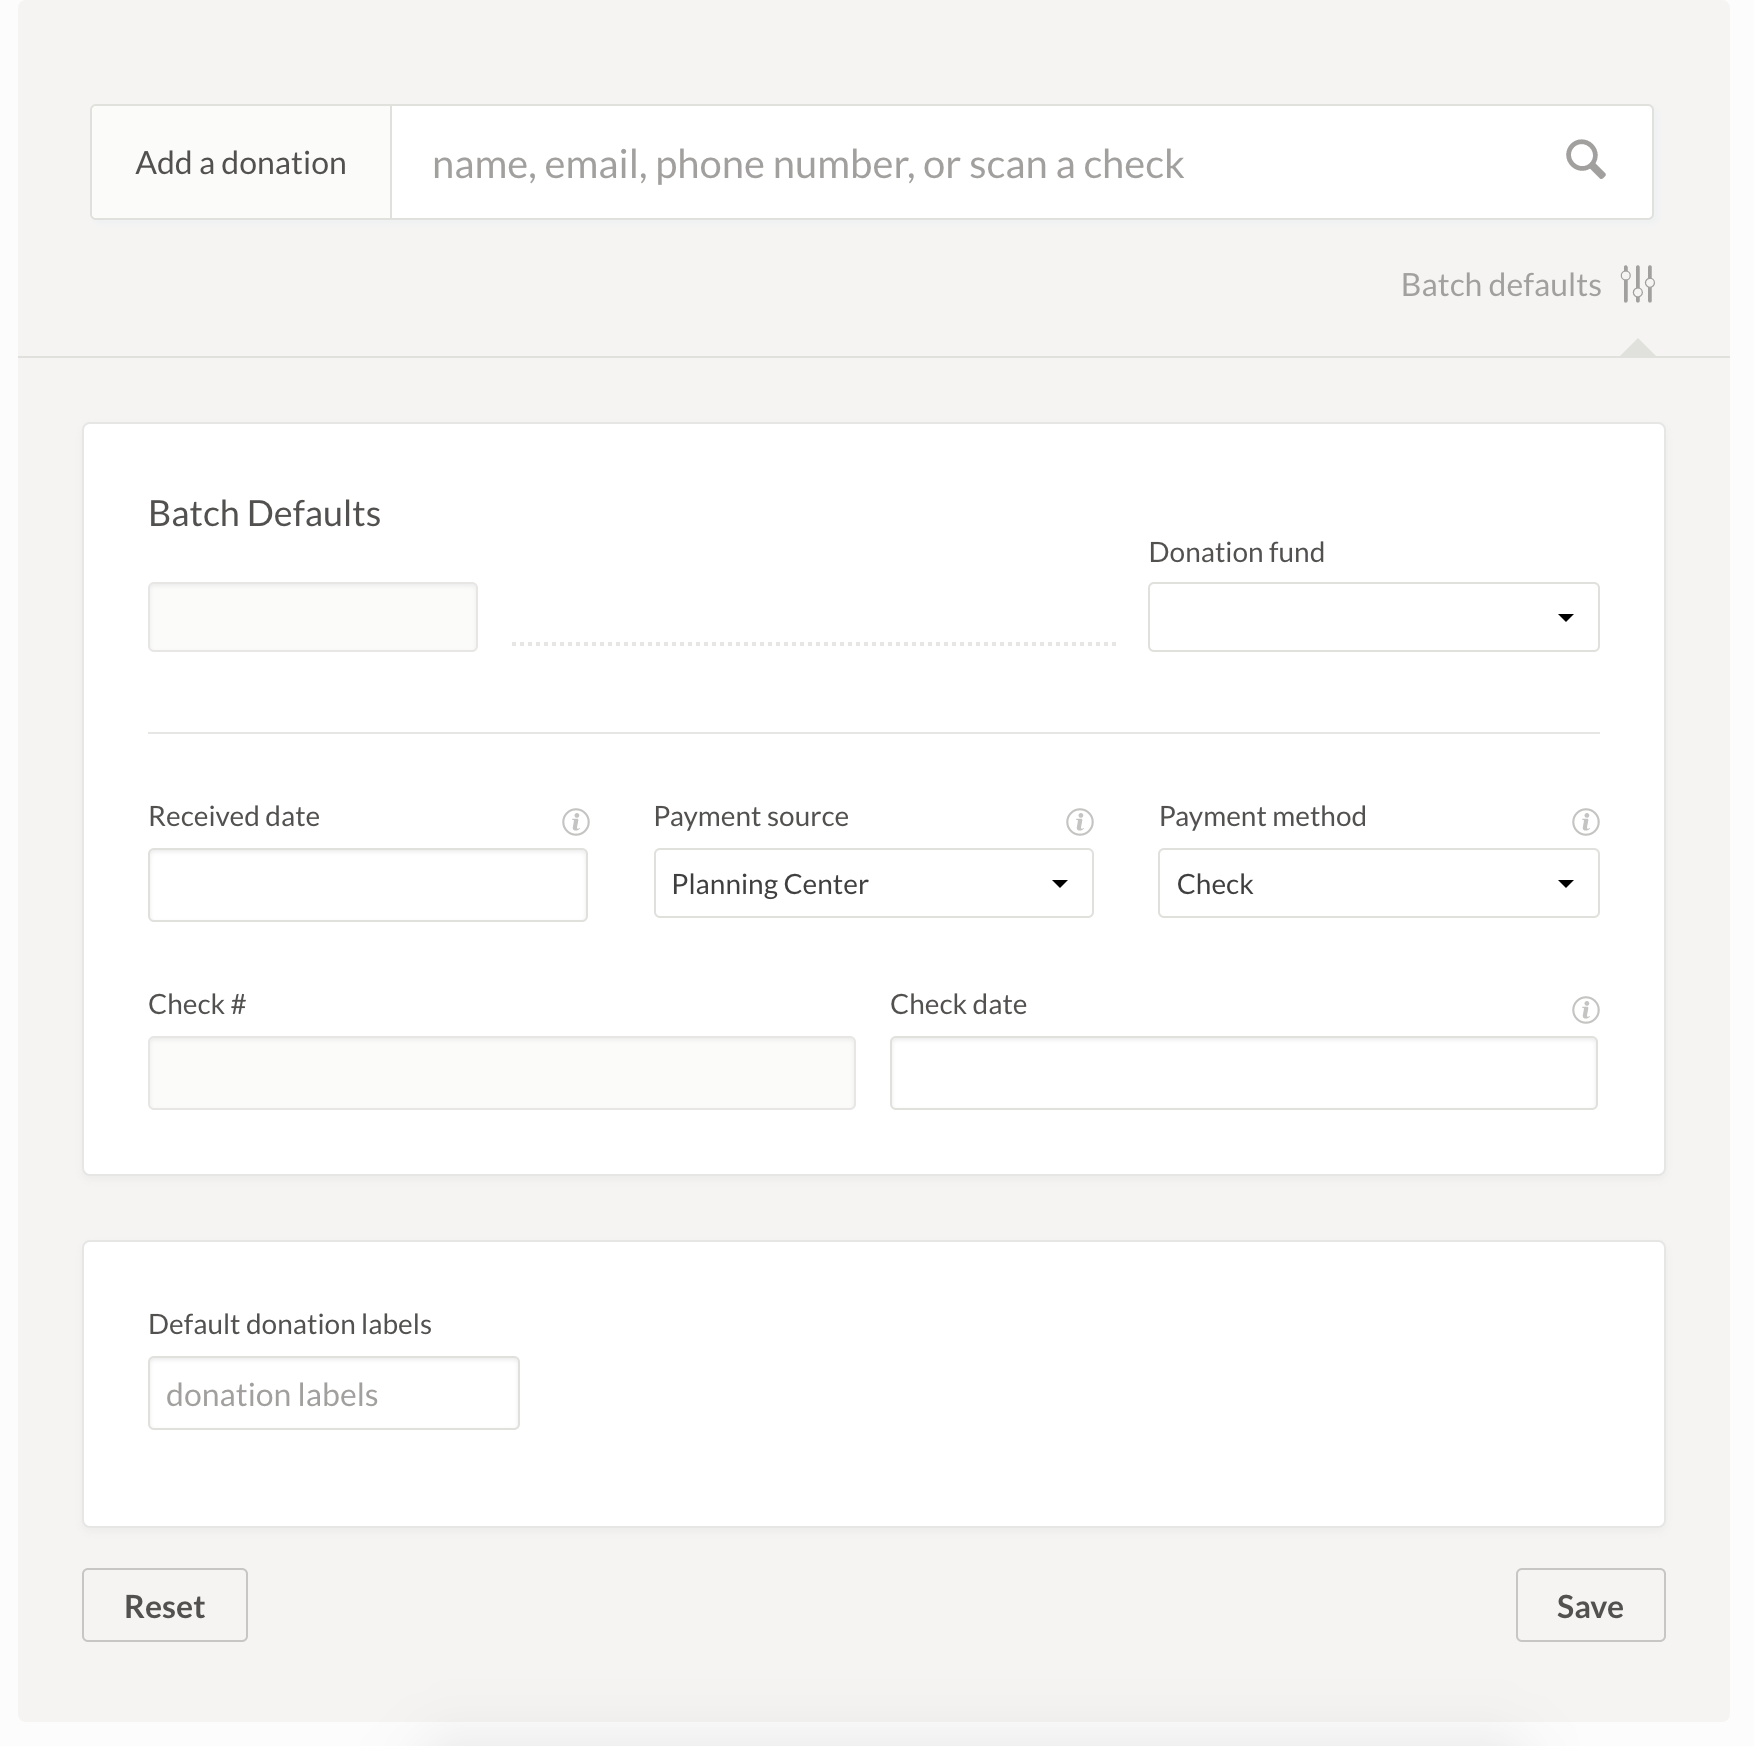 Add a donation
name, email, phone number, or scan a check
Batch defaults
Batch Defaults
Donation fund
Received date
Payment source
Payment method
Planning Center
Check
Check #
Check date
Default donation labels
donation labels
Reset
Save